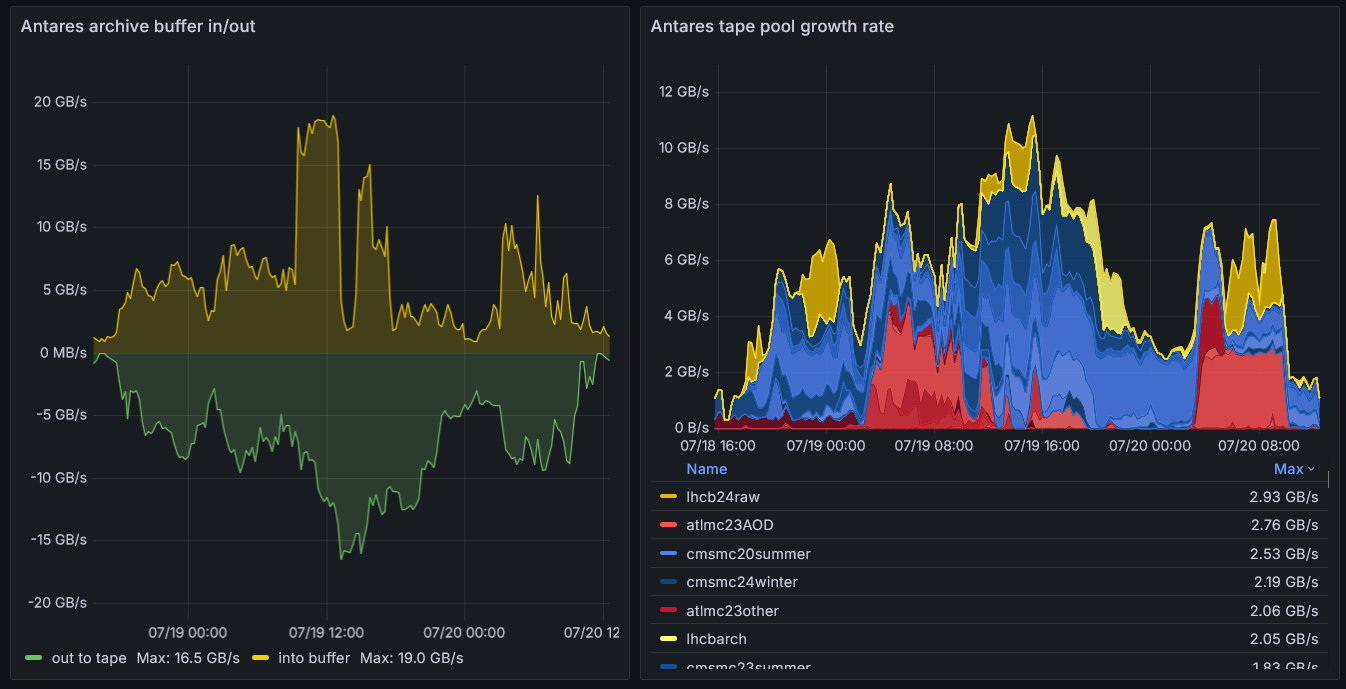 Antares archive buffer in/out
20 GB/s
15 GB/s
10 GB/s
5 GB/s
0 MB/s
-5 GB/s
-10 GB/s
-15 GB/s
-20 GB/s
07/19 00:00 07/19 12:00 07/20 00:00 07/20 12
out to tape Max: 16.5 GB/s into buffer Max: 19.0 GB/s
Antares tape pool growth rate
12 GB/s
10 GB/s
8 GB/s
6 GB/s
4 GB/s
2 GB/s
0 B/s
07/18 16:00 07/19 00:00 07/19 08:00 07/19 16:00 07/20 00:00 07/20 08:00
Name Max
lhcb24raw 2.93 GB/s
atlmc23AOD 2.76 GB/s
cmsmc20summer 2.53 GB/s
cmsmc24winter 2.19 GB/s
atlmc23other 2.06 GB/s
lhcbarch 2.05 GB/s
cmsmc23summer 1.83 GB/s